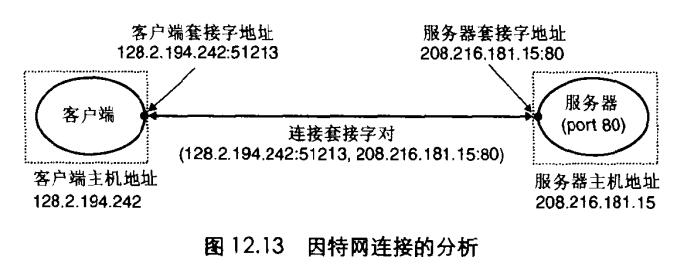 客户端套接字地址
128.2.194.242:51213
服务器套接字地址
208.216.181.15:80
客户端
服务器
(port 80)
连接套接字对
(128.2.194.242:51213, 208.216.181.15:80)
客户端主机地址
128.2.194.242
服务器主机地址
208.216.181.15
图 12.13 因特网连接的分析